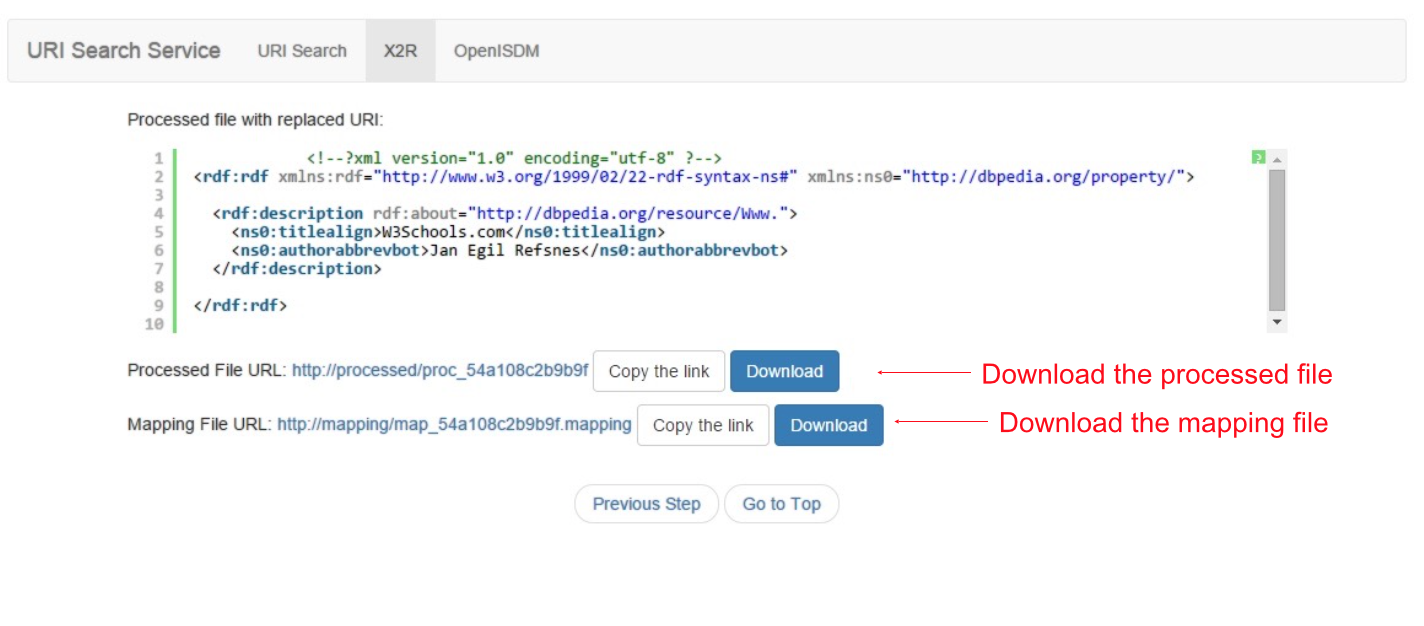 URI Search Service URI Search X2R OpenISDM
Processed file with replaced URI:
1 <!--?xml version="1.0" encoding="utf-8" ?--> ?
2 <rdf:rdf xmlns:rdf="http://www.w3.org/1999/02/22-rdf-syntax-ns#" xmlns:ns0="http://dbpedia.org/property/">
3
4 <rdf:description rdf:about="http://dbpedia.org/resource/Www.">
5 <ns0:titlealign>W3Schools.com</ns0:titlealign>
6 <ns0:authorabbrevbot>Jan Egil Refsnes</ns0:authorabbrevbot>
7 </rdf:description>
8
9 </rdf:rdf>
10
Processed File URL: http://processed/proc_54a108c2b9b9f Copy the link Download Download the processed file
Mapping File URL: http://mapping/map_54a108c2b9b9f.mapping Copy the link Download Download the mapping file
Previous Step Go to Top